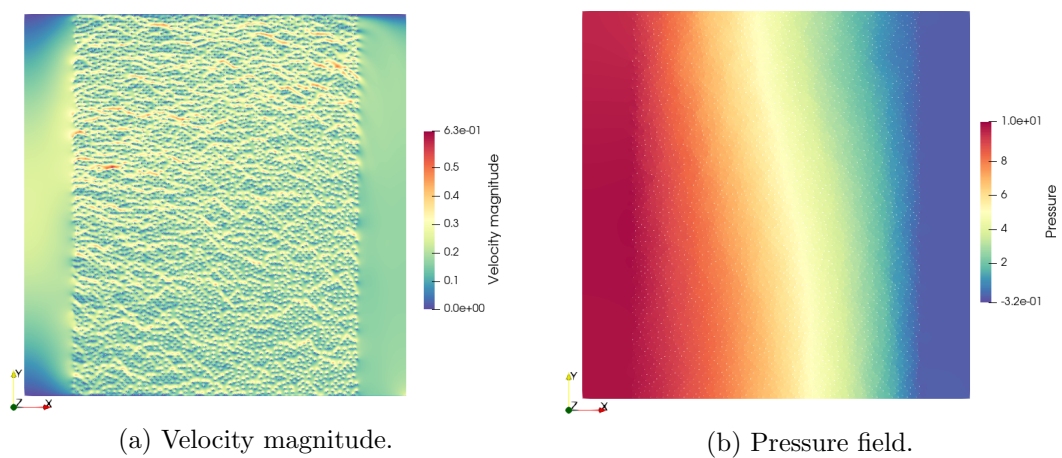 6.3e-01
0.5
0.4
0.3
0.2
0.1
0.0e+00
Velocity magnitude
Y
Z
X
(a) Velocity magnitude.
1.0e+01
8
6
4
2
-3.2e-01
Pressure
Y
Z
X
(b) Pressure field.